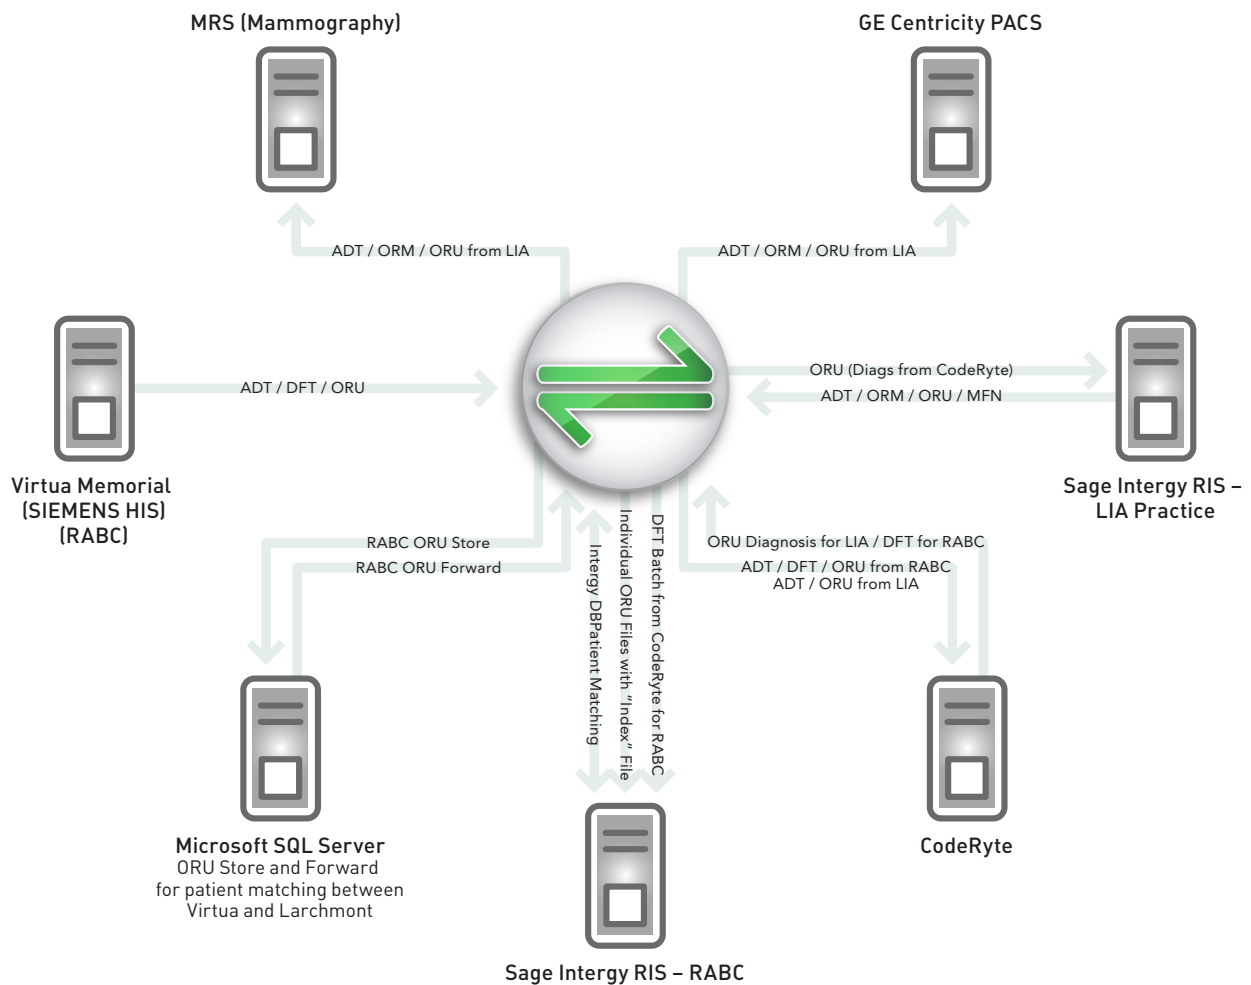 MRS (Mammography)
GE Centricity PACS
ADT / ORM / ORU from LIA
ADT / ORM / ORU from LIA
ORU (Diags from CodeRyte)
ADT / DFT / ORU
ADT / ORM / ORU / MFN
Virtua Memorial
(SIEMENS HIS)
(RABC)
Sage Intergy RIS –
LIA Practice
RABC ORU Store
RABC ORU Forward
Intergy DBPatient Matching
Individual ORU Files with "Index" File
DFT Batch from CodeRyte for RABC
ORU Diagnosis for LIA / DFT for RABC
ADT / DFT / ORU from RABC
ADT / ORU from LIA
Microsoft SQL Server
ORU Store and Forward
for patient matching between
Virtua and Larchmont
CodeRyte
Sage Intergy RIS – RABC